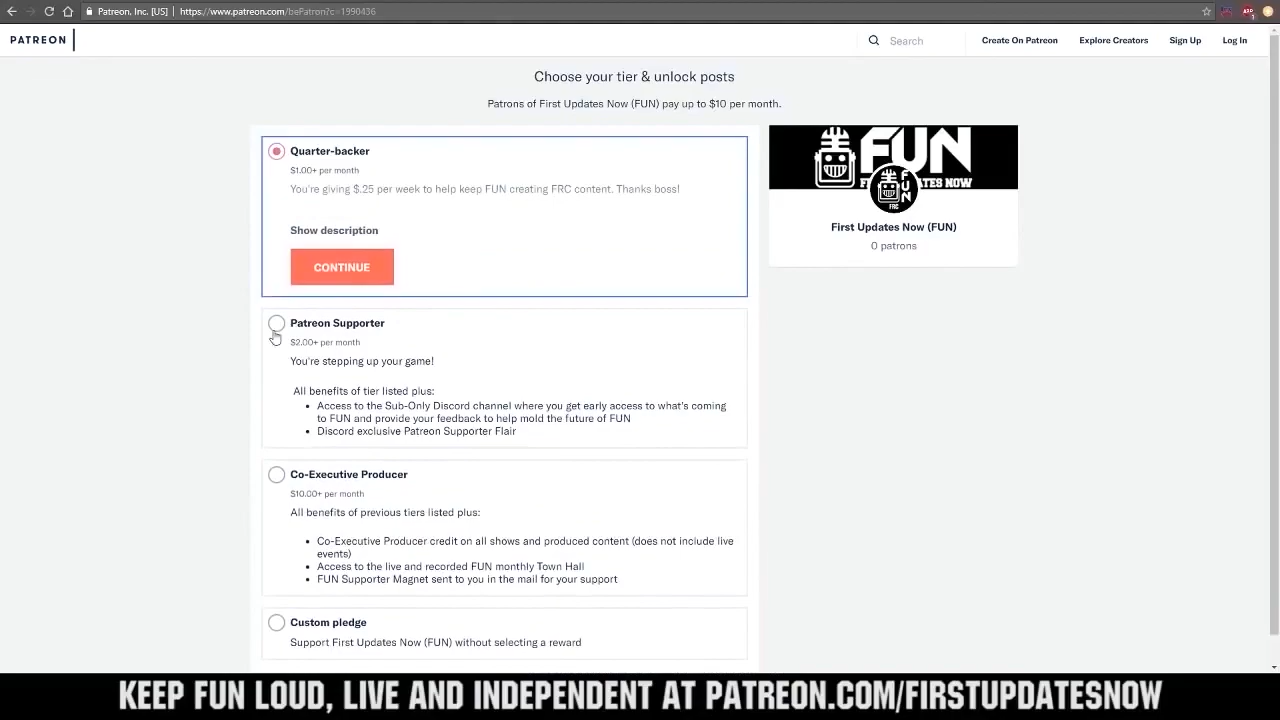 Patreon, Inc. [US] | https://www.patreon.com/bePatron?c=1990436
PATREON
Search
Create On Patreon
Explore Creators
Sign Up
Log In
Choose your tier & unlock posts
Patrons of First Updates Now (FUN) pay up to $10 per month.
Quarter-backer
$1.00+ per month
You're giving $.25 per week to help keep FUN creating FRC content. Thanks boss!
Show description
CONTINUE
FUN
FUN
FRC
First Updates Now (FUN)
0 patrons
Patreon Supporter
$2.00+ per month
You're stepping up your game!
All benefits of tier listed plus:
• Access to the Sub-Only Discord channel where you get early access to what's coming
to FUN and provide your feedback to help mold the future of FUN
• Discord exclusive Patreon Supporter Flair
Co-Executive Producer
$10.00+ per month
All benefits of previous tiers listed plus:
• Co-Executive Producer credit on all shows and produced content (does not include live
events)
• Access to the live and recorded FUN monthly Town Hall
• FUN Supporter Magnet sent to you in the mail for your support
Custom pledge
Support First Updates Now (FUN) without selecting a reward
KEEP FUN LOUD, LIVE AND INDEPENDENT AT PATREON.COM/FIRSTUPDATESNOW